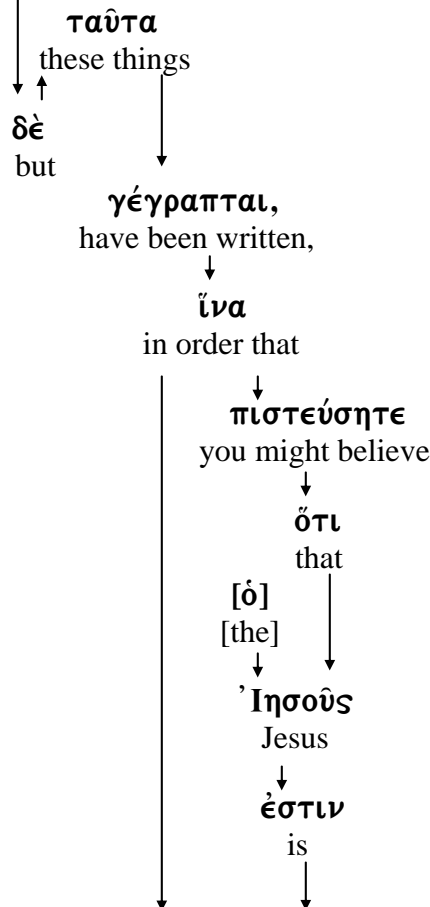 ταῦτα
these things
δὲ
but
γέγραπται,
have been written,
ἵνα
in order that
πιστεύσητε
you might believe
ὅτι
that
[ὁ]
[the]
Ἰησοῦς
Jesus
ἐστιν
is